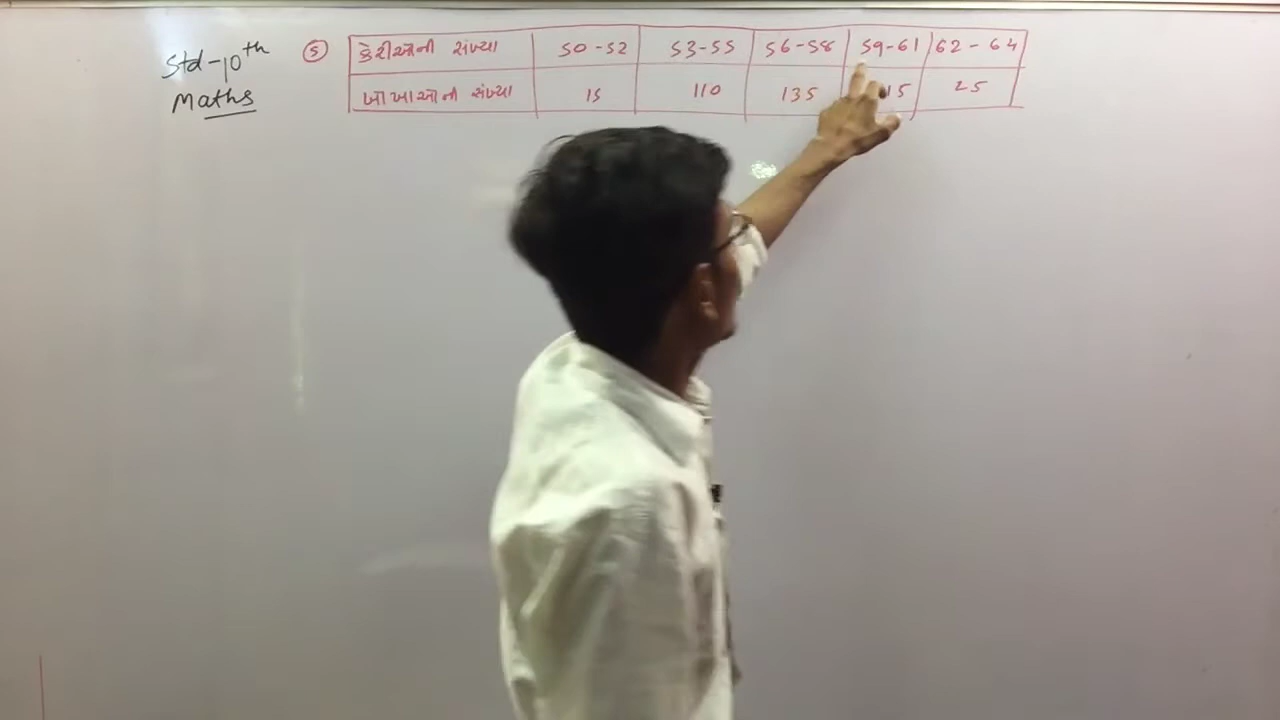 Std-10th
Maths
⑤ કેરીઓની સંખ્યા 50-52 53-55 56-58 59-61 62-64
ખોખાઓની સંખ્યા 15 110 135 15 25